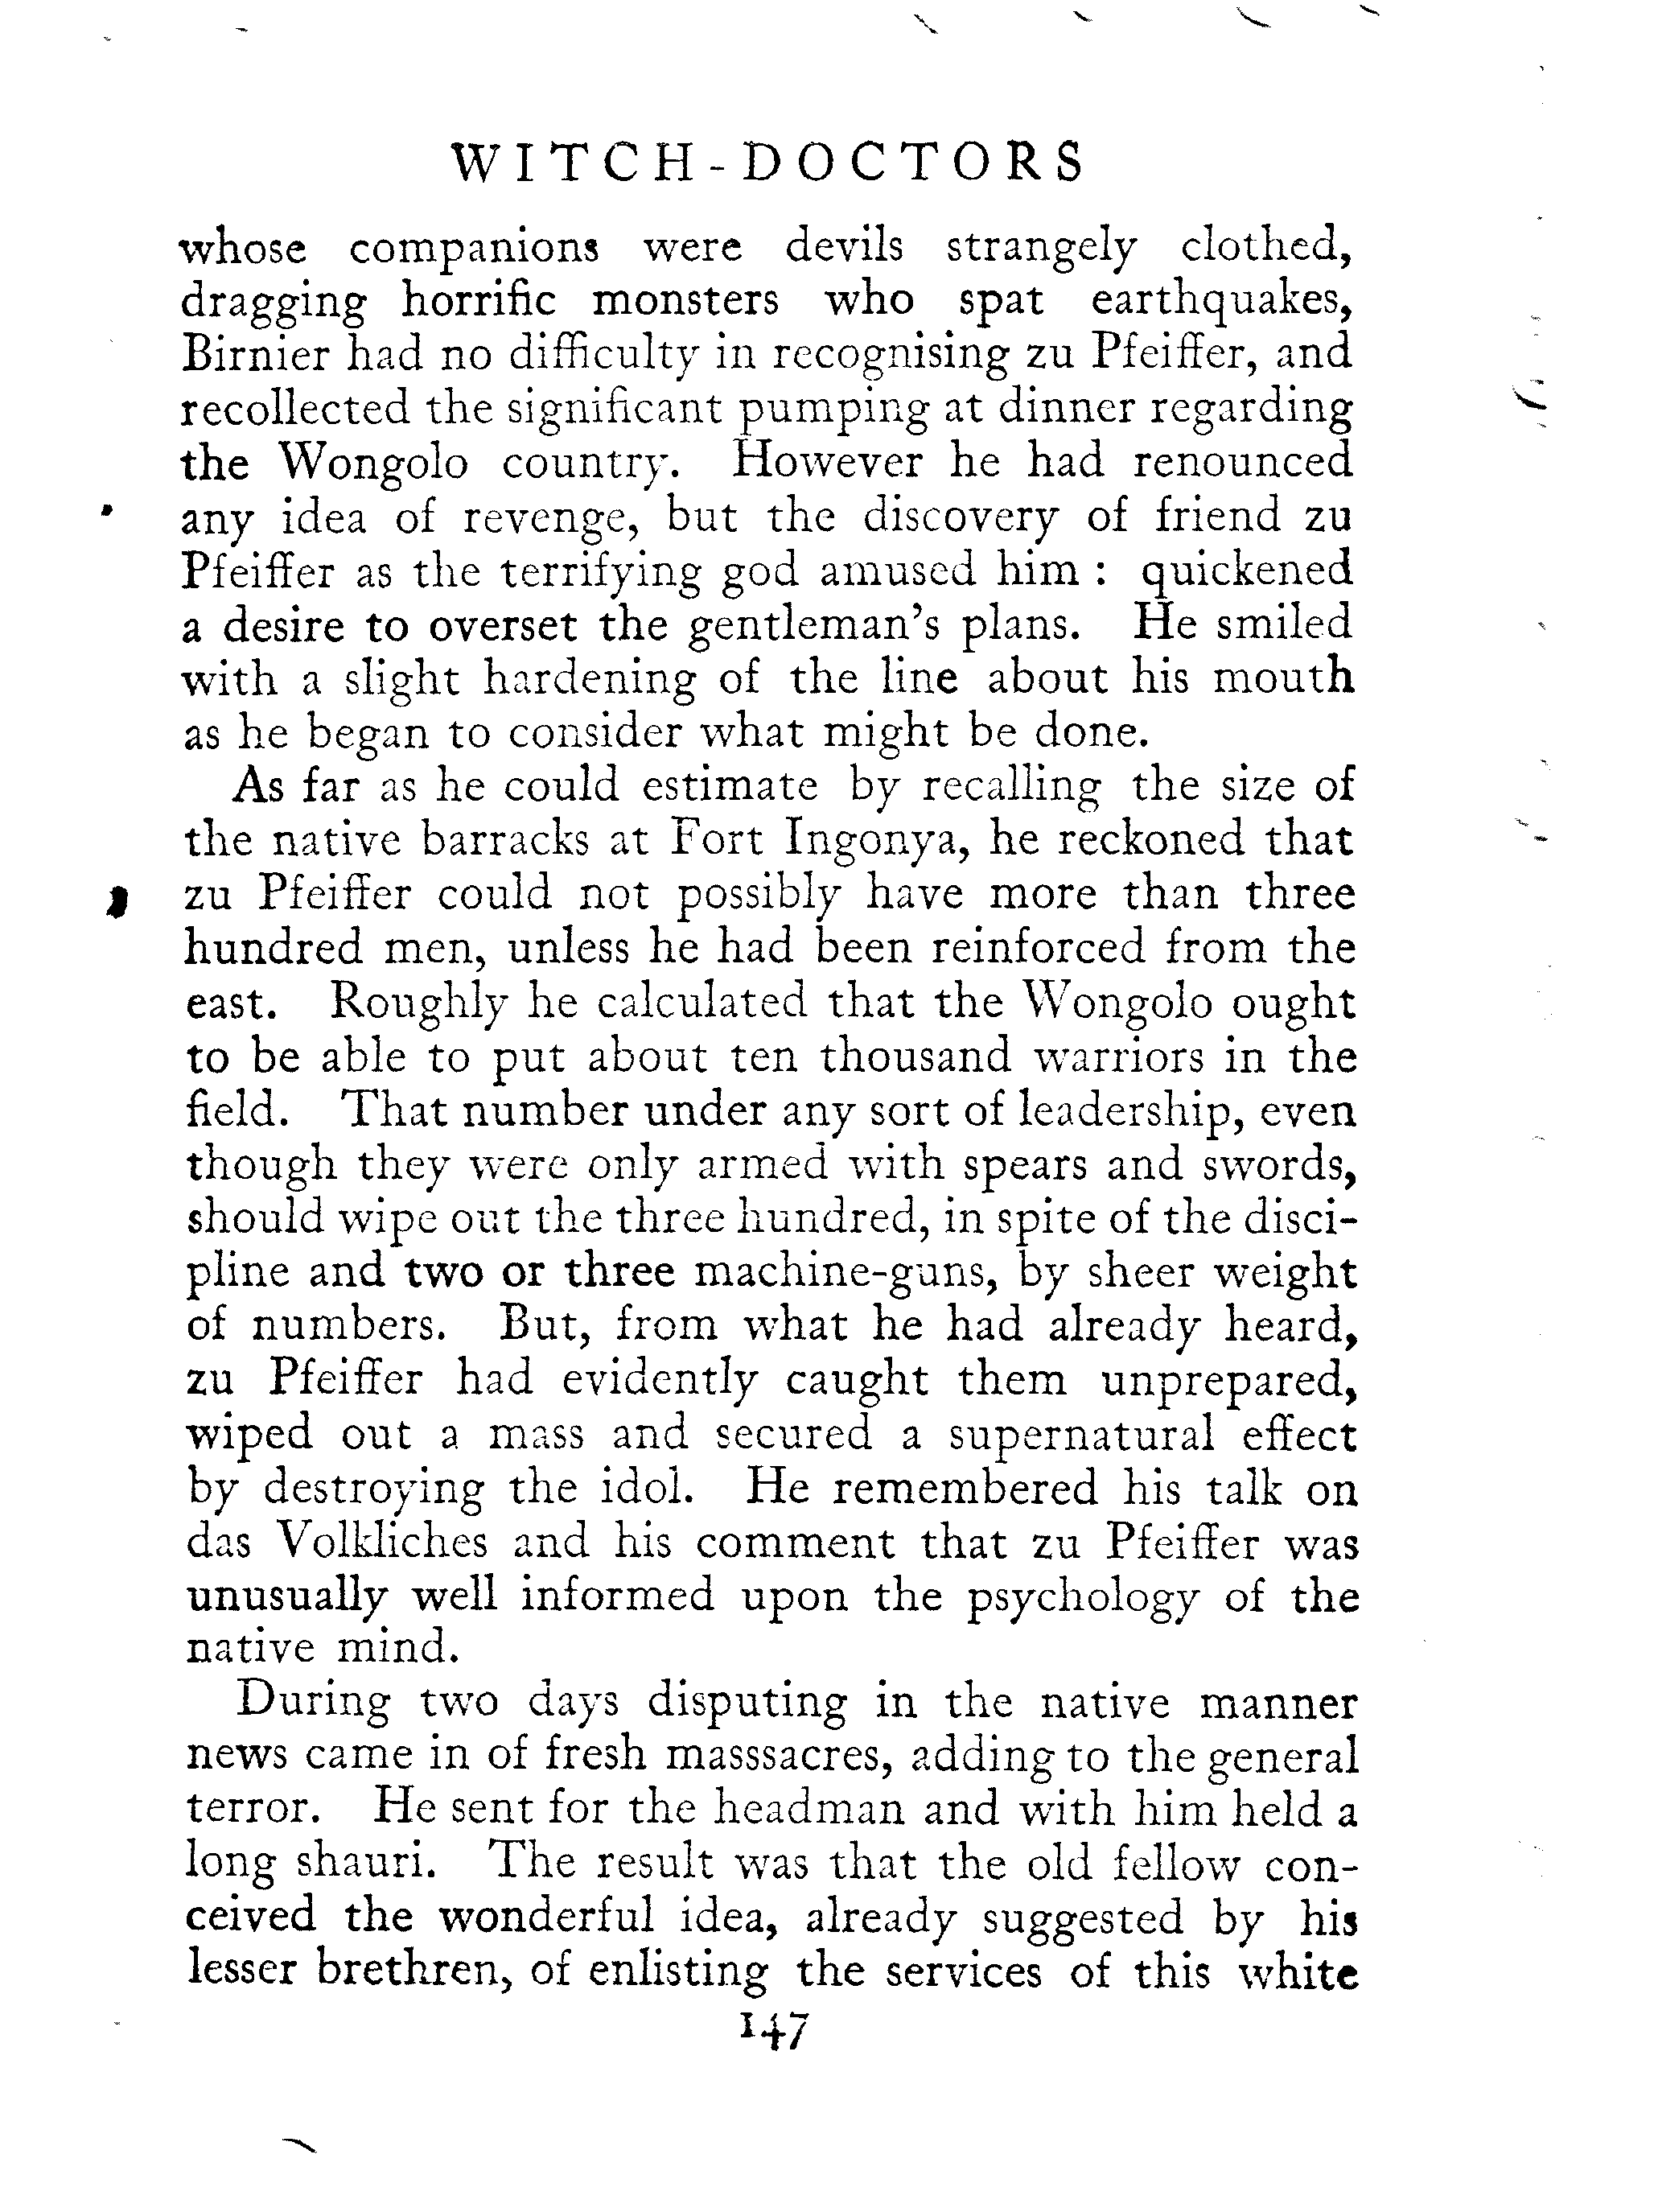 WITCH-DOCTORS
whose companions were devils strangely clothed,
dragging horrific monsters who spat earthquakes,
Birnier had no difficulty in recognising zu Pfeiffer, and
recollected the significant pumping at dinner regarding
the Wongolo country. However he had renounced
any idea of revenge, but the discovery of friend zu
Pfeiffer as the terrifying god amused him : quickened
a desire to overset the gentleman's plans. He smiled
with a slight hardening of the line about his mouth
as he began to consider what might be done.
As far as he could estimate by recalling the size of
the native barracks at Fort Ingonya, he reckoned that
zu Pfeiffer could not possibly have more than three
hundred men, unless he had been reinforced from the
east. Roughly he calculated that the Wongolo ought
to be able to put about ten thousand warriors in the
field. That number under any sort of leadership, even
though they were only armed with spears and swords,
should wipe out the three hundred, in spite of the disci-
pline and two or three machine-guns, by sheer weight
of numbers. But, from what he had already heard,
zu Pfeiffer had evidently caught them unprepared,
wiped out a mass and secured a supernatural effect
by destroying the idol. He remembered his talk on
das Volkliches and his comment that zu Pfeiffer was
unusually well informed upon the psychology of the
native mind.
During two days disputing in the native manner
news came in of fresh masssacres, adding to the general
terror. He sent for the headman and with him held a
long shauri. The result was that the old fellow con-
ceived the wonderful idea, already suggested by his
lesser brethren, of enlisting the services of this white
147